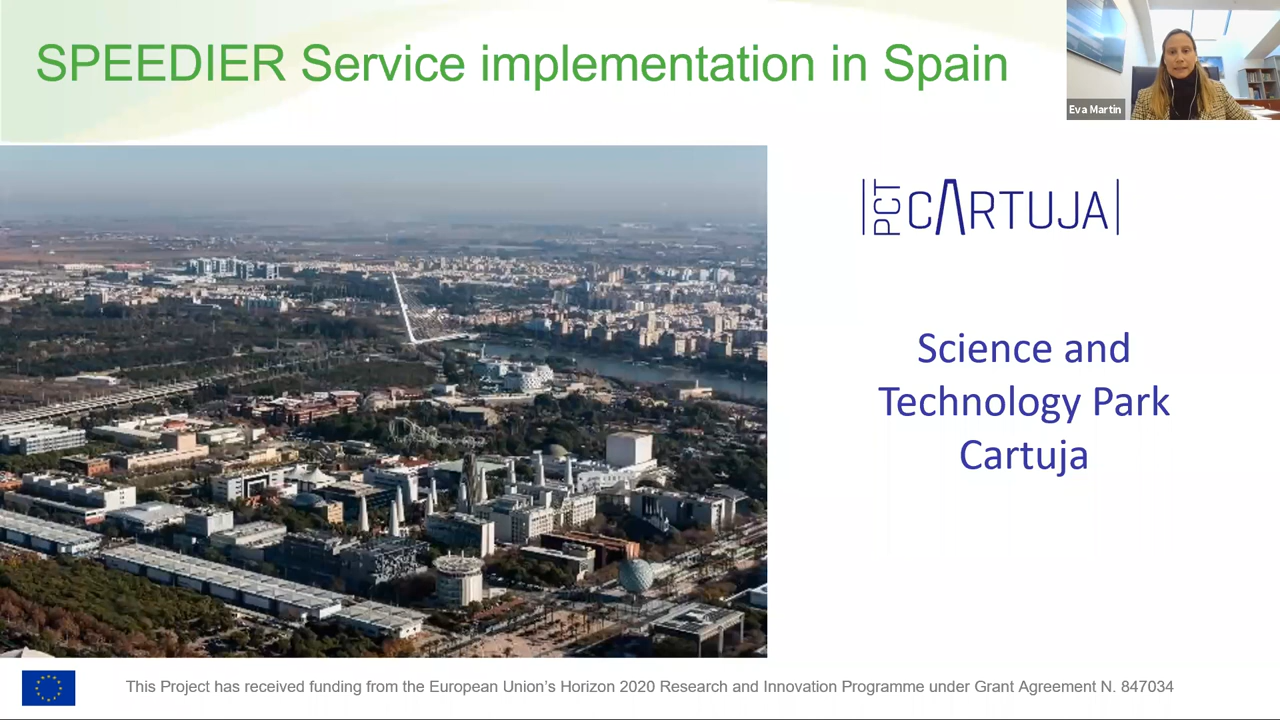 SPEEDIER Service implementation in Spain
Eva Martín
PCT CARTUJA
Science and
Technology Park
Cartuja
This Project has received funding from the European Union's Horizon 2020 Research and Innovation Programme under Grant Agreement N. 847034